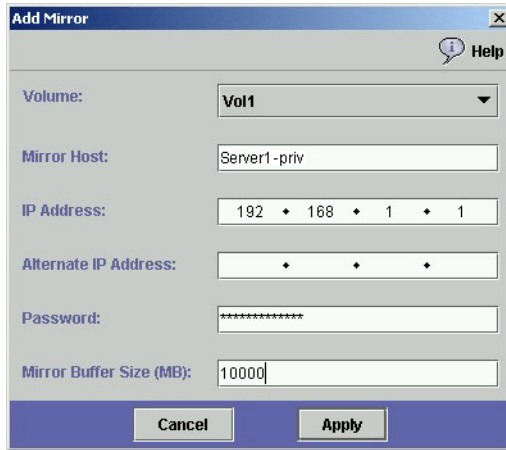 Add Mirror
Help
Volume: Vol1
Mirror Host: Server1-priv
IP Address: 192 168 1 1
Alternate IP Address:
Password: *************
Mirror Buffer Size (MB): 10000
Cancel Apply